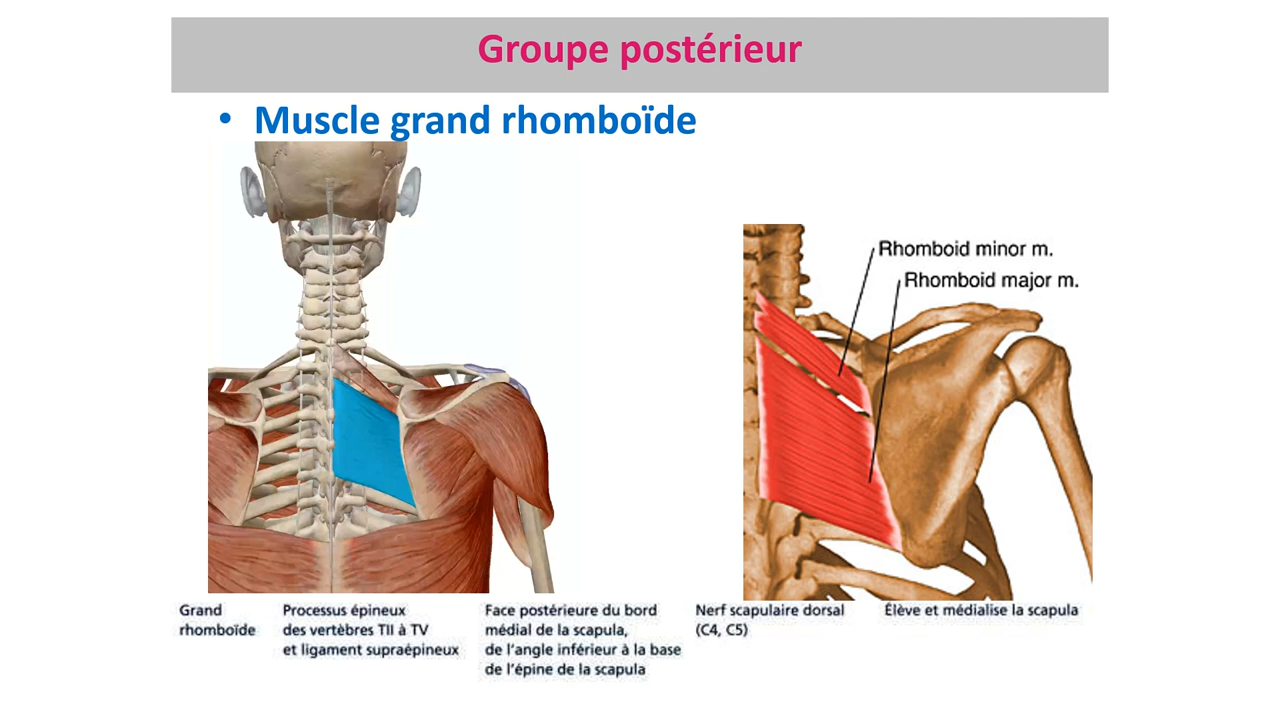 Groupe postérieur
• Muscle grand rhomboïde
Rhomboid minor m.
Rhomboid major m.
Grand
rhomboïde
Processus épineux
des vertèbres TII à TV
et ligament supraépineux
Face postérieure du bord
médial de la scapula,
de l'angle inférieur à la base
de l'épine de la scapula
Nerf scapulaire dorsal
(C4, C5)
Élève et médialise la scapula